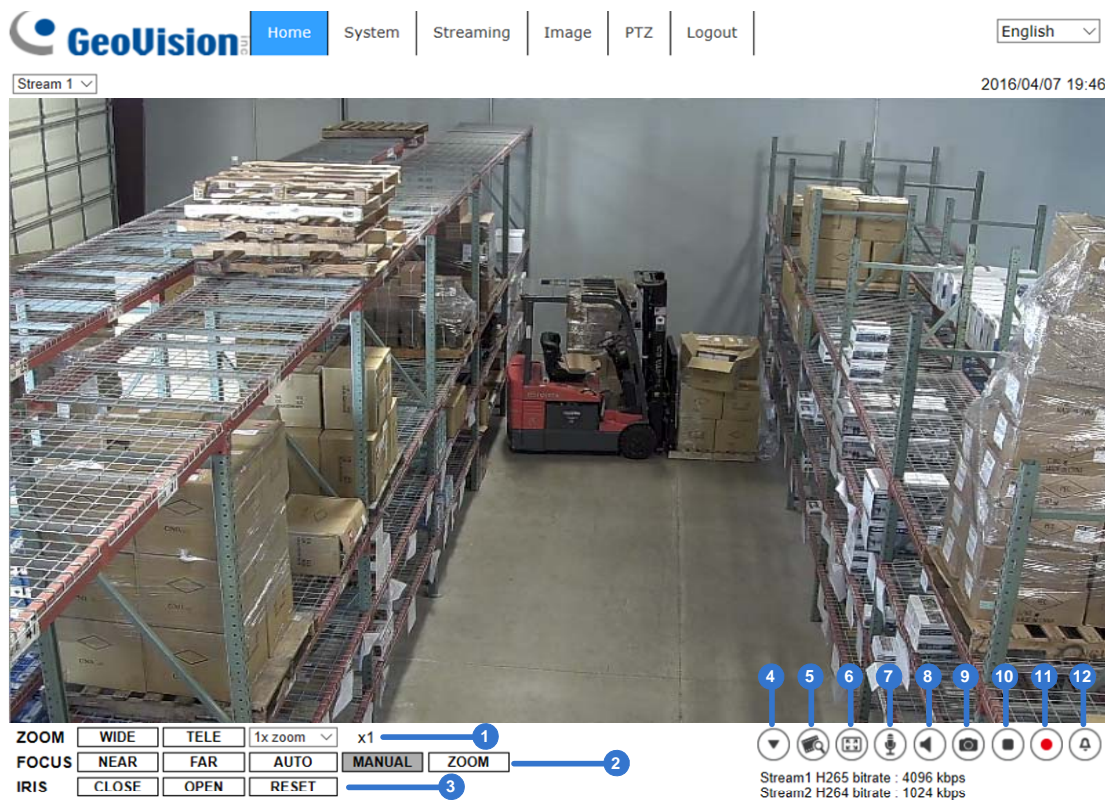 GeoVision inc Home System Streaming Image PTZ Logout English
Stream 1 2016/04/07 19:46
4 5 6 7 8 9 10 11 12
ZOOM WIDE TELE 1x zoom x1 1
FOCUS NEAR FAR AUTO MANUAL ZOOM 2
IRIS CLOSE OPEN RESET 3
Stream1 H265 bitrate : 4096 kbps
Stream2 H264 bitrate : 1024 kbps